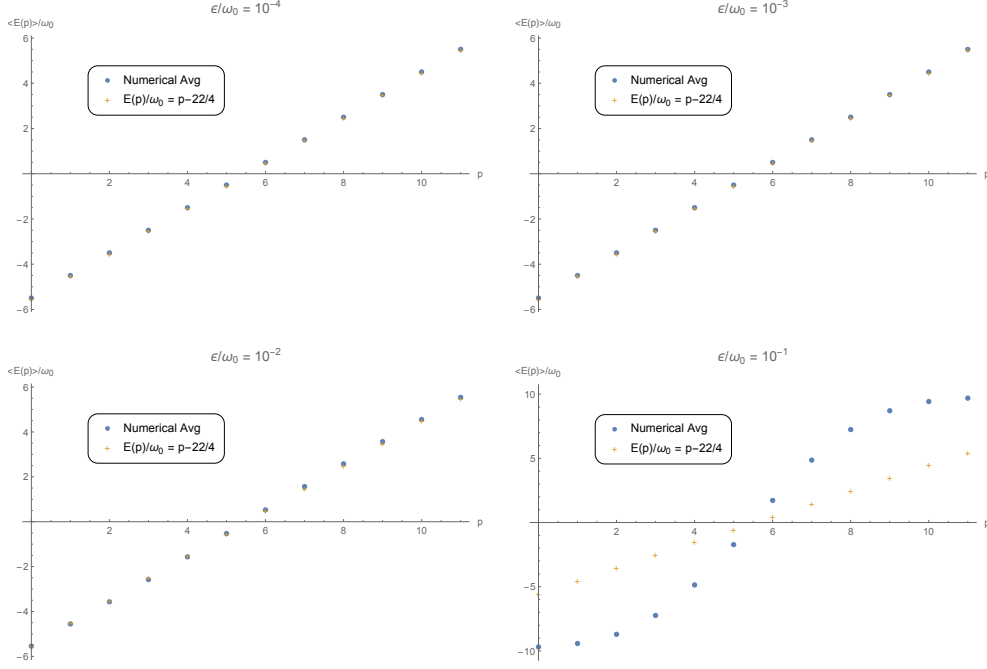 ϵ/ω₀ = 10⁻⁴
<E(p)>/ω₀
6
4
2
-2
-4
-6
2 4 6 8 10 p
Numerical Avg
E(p)/ω₀ = p-22/4
ϵ/ω₀ = 10⁻³
<E(p)>/ω₀
6
4
2
-2
-4
-6
2 4 6 8 10 p
Numerical Avg
E(p)/ω₀ = p-22/4
ϵ/ω₀ = 10⁻²
<E(p)>/ω₀
6
4
2
-2
-4
-6
2 4 6 8 10 p
Numerical Avg
E(p)/ω₀ = p-22/4
ϵ/ω₀ = 10⁻¹
<E(p)>/ω₀
10
5
-5
-10
2 4 6 8 10 p
Numerical Avg
E(p)/ω₀ = p-22/4